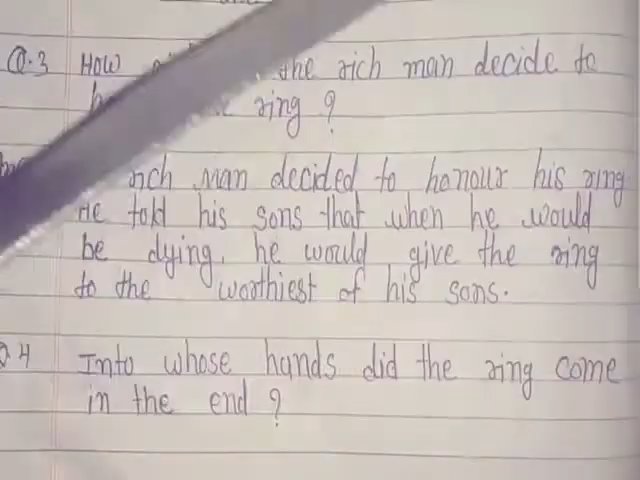 Q.3 How the rich man decide to
ring ?
rich man decided to honour his ring
He told his sons that when he would
be dying, he would give the ring
to the worthiest of his sons.
Q.4 Into whose hands did the ring come
in the end ?